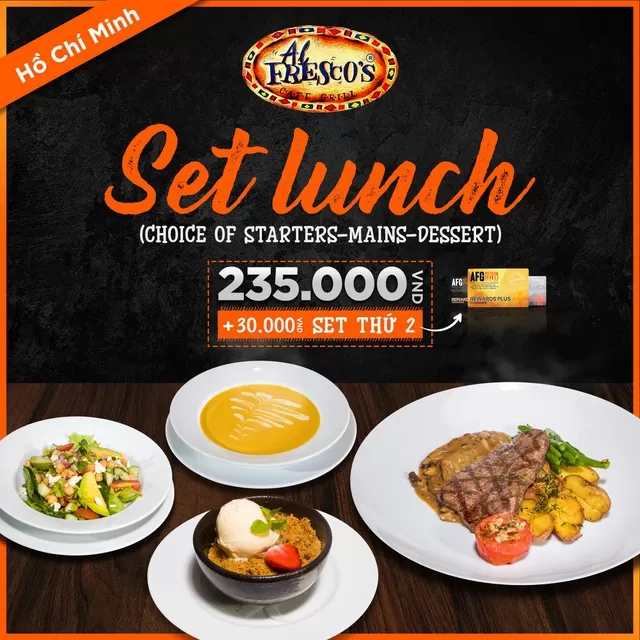 Hồ Chí Minh
AL
FRESCO'S
®
CAFE GRILL
Set lunch
(CHOICE OF STARTERS-MAINS-DESSERT)
235.000 VND
+30.000 VND SET THỨ 2
AFG
AFG
REWARDS PLUS